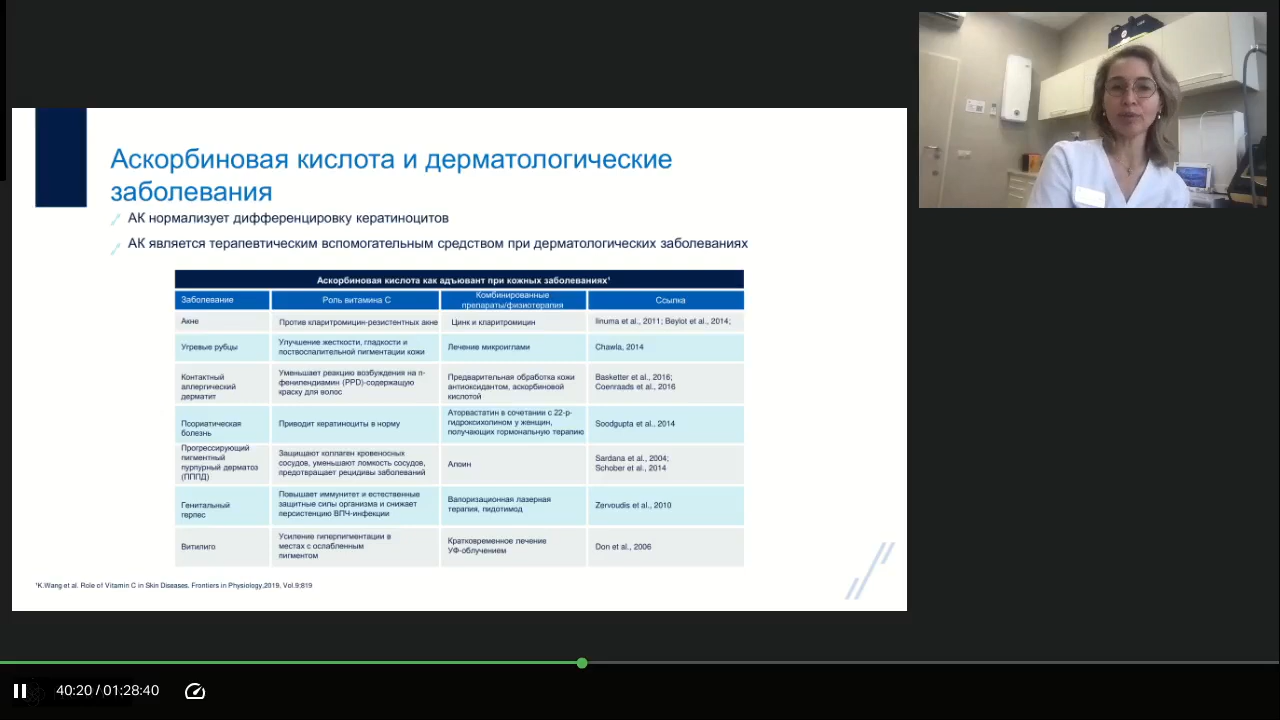 Аскорбиновая кислота и дерматологические
заболевания
АК нормализует дифференцировку кератиноцитов
АК является терапевтическим вспомогательным средством при дерматологических заболеваниях
Аскорбиновая кислота как адъювант при кожных заболеваниях¹
Заболевание
Роль витамина С
Комбинированные
препараты/физиотерапия
Ссылка
Акне
Против кларитромицин-резистентных акне
Цинк и кларитромицин
Iinuma et al., 2011; Beylot et al., 2014;
Угревые рубцы
Улучшение жесткости, гладкости и
поствоспалительной пигментации кожи
Лечение микроиглами
Chawla, 2014
Контактный
аллергический
дерматит
Уменьшает реакцию возбуждения на п-
фенилендиамин (PPD)-содержащую
краску для волос
Предварительная обработка кожи
антиоксидантом, аскорбиновой
кислотой
Basketter et al., 2016;
Coenraads et al., 2016
Псориатическая
болезнь
Приводит кератиноциты в норму
Аторвастатин в сочетании с 22-р-
гидроксихолином у женщин,
получающих гормональную терапию
Soodgupta et al., 2014
Прогрессирующий
пигментный
пурпурный дерматоз
(ПППД)
Защищают коллаген кровеносных
сосудов, уменьшают ломкость сосудов,
предотвращает рецидивы заболеваний
Алоин
Sardana et al., 2004;
Schober et al., 2014
Генитальный
герпес
Повышает иммунитет и естественные
защитные силы организма и снижает
персистенцию ВПЧ-инфекции
Вапоризационная лазерная
терапия, пидотимод
Zervoudis et al., 2010
Витилиго
Усиление гиперпигментации в
местах с ослабленным
пигментом
Кратковременное лечение
УФ-облучением
Don et al., 2006
¹K.Wang et al. Role of Vitamin C in Skin Diseases. Frontiers in Physiology.2019. Vol.9:819
40:20 / 01:28:40